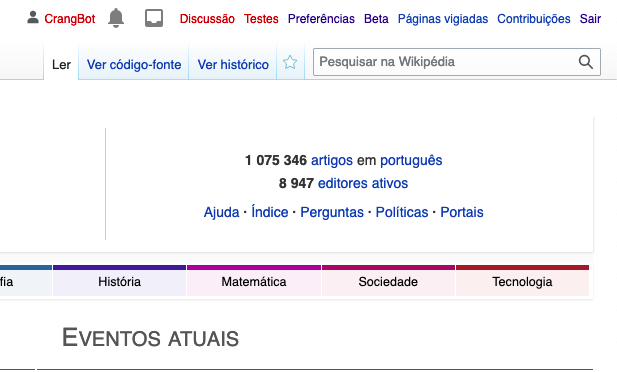 CrangBot Discussão Testes Preferências Beta Páginas vigiadas Contribuições Sair
Ler Ver código-fonte Ver histórico Pesquisar na Wikipédia
1 075 346 artigos em português
8 947 editores ativos
Ajuda · Índice · Perguntas · Políticas · Portais
fia História Matemática Sociedade Tecnologia
EVENTOS ATUAIS